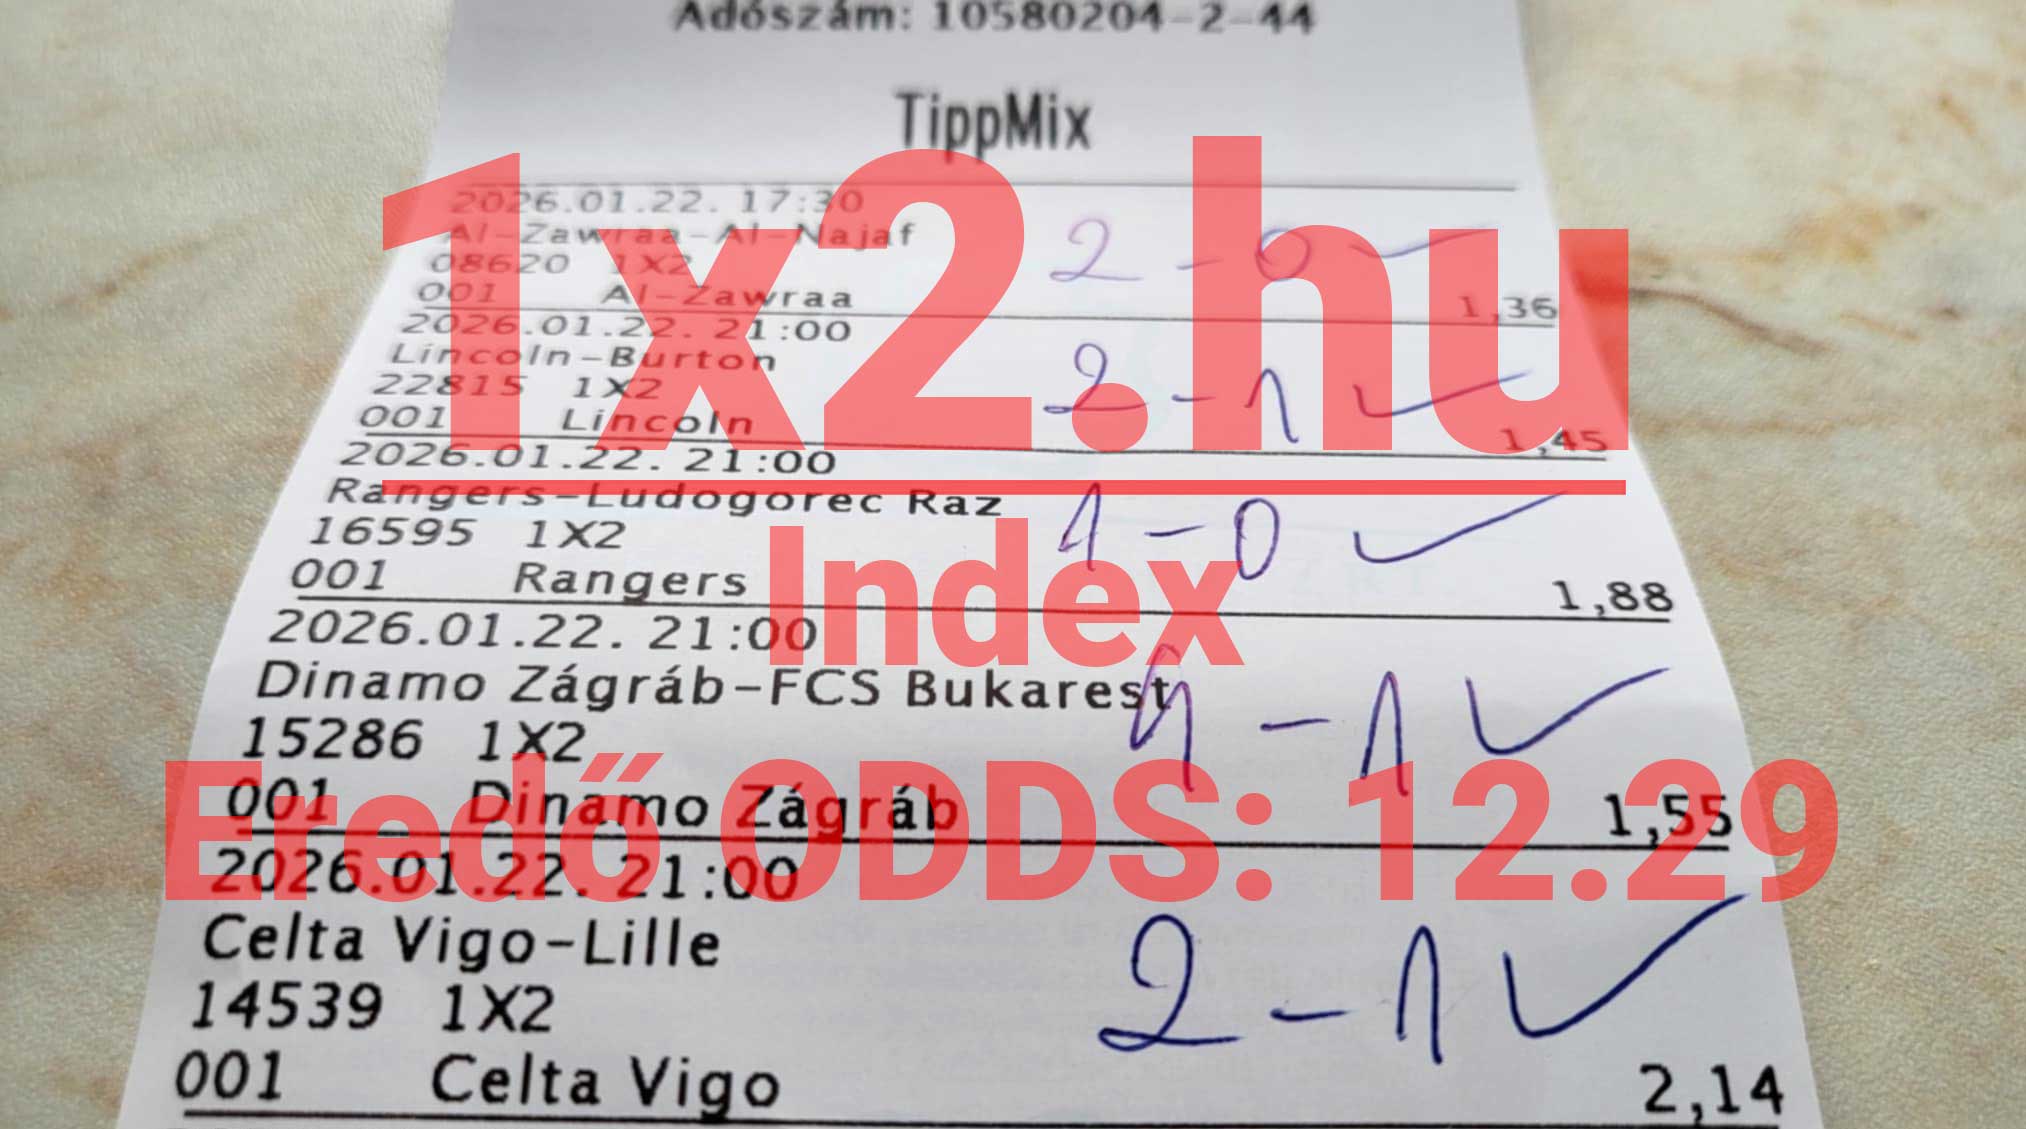 Adószám: 10580204-2-44
TippMix
2026.01.22. 17:30
Al-Zawraa-Al-Najaf 2-0
08620 1X2
001 Al-Zawraa 1,36
2026.01.22. 21:00
Lincoln-Burton 2-1
22815 1X2
001 Lincoln 1,45
2026.01.22. 21:00
Rangers-Ludogorec Raz 1-0
16595 1X2
001 Rangers 1,88
2026.01.22. 21:00
Dinamo Zágráb-FCS Bukarest
15286 1X2 4-1
001 Dinamo Zágráb 1,55
2026.01.22. 21:00
Celta Vigo-Lille
14539 1X2 2-1
001 Celta Vigo 2,14
1x2.hu
Index
Eredő ODDS: 12.29